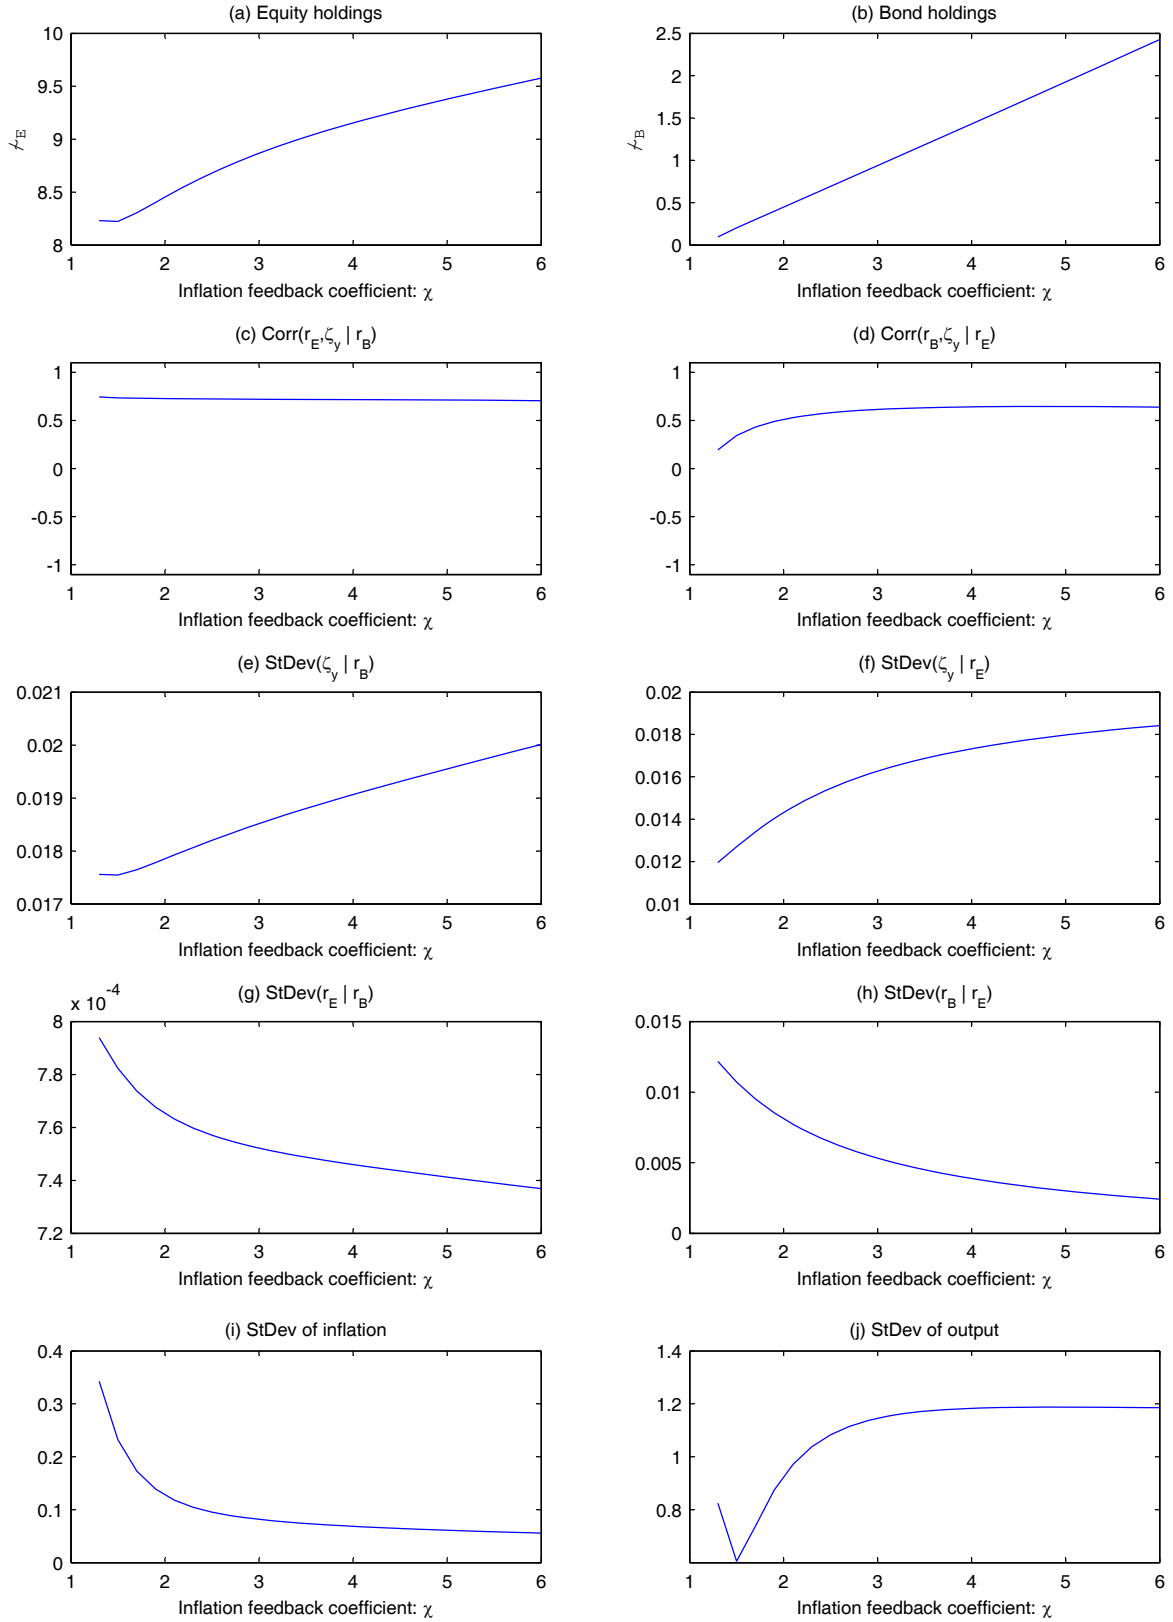 (a) Equity holdings
10
9.5
9
8.5
8
1 2 3 4 5 6
Inflation feedback coefficient: χ
(b) Bond holdings
2.5
2
1.5
1
0.5
0
1 2 3 4 5 6
Inflation feedback coefficient: χ
(c) Corr(r_E,ζ_y | r_B)
1
0.5
0
-0.5
-1
1 2 3 4 5 6
Inflation feedback coefficient: χ
(d) Corr(r_B,ζ_y | r_E)
1
0.5
0
-0.5
-1
1 2 3 4 5 6
Inflation feedback coefficient: χ
(e) StDev(ζ_y | r_B)
0.021
0.02
0.019
0.018
0.017
1 2 3 4 5 6
Inflation feedback coefficient: χ
(f) StDev(ζ_y | r_E)
0.02
0.018
0.016
0.014
0.012
0.01
1 2 3 4 5 6
Inflation feedback coefficient: χ
x 10^-4
(g) StDev(r_E | r_B)
8
7.8
7.6
7.4
7.2
1 2 3 4 5 6
Inflation feedback coefficient: χ
(h) StDev(r_B | r_E)
0.015
0.01
0.005
0
1 2 3 4 5 6
Inflation feedback coefficient: χ
(i) StDev of inflation
0.4
0.3
0.2
0.1
0
1 2 3 4 5 6
Inflation feedback coefficient: χ
(j) StDev of output
1.4
1.2
1
0.8
1 2 3 4 5 6
Inflation feedback coefficient: χ